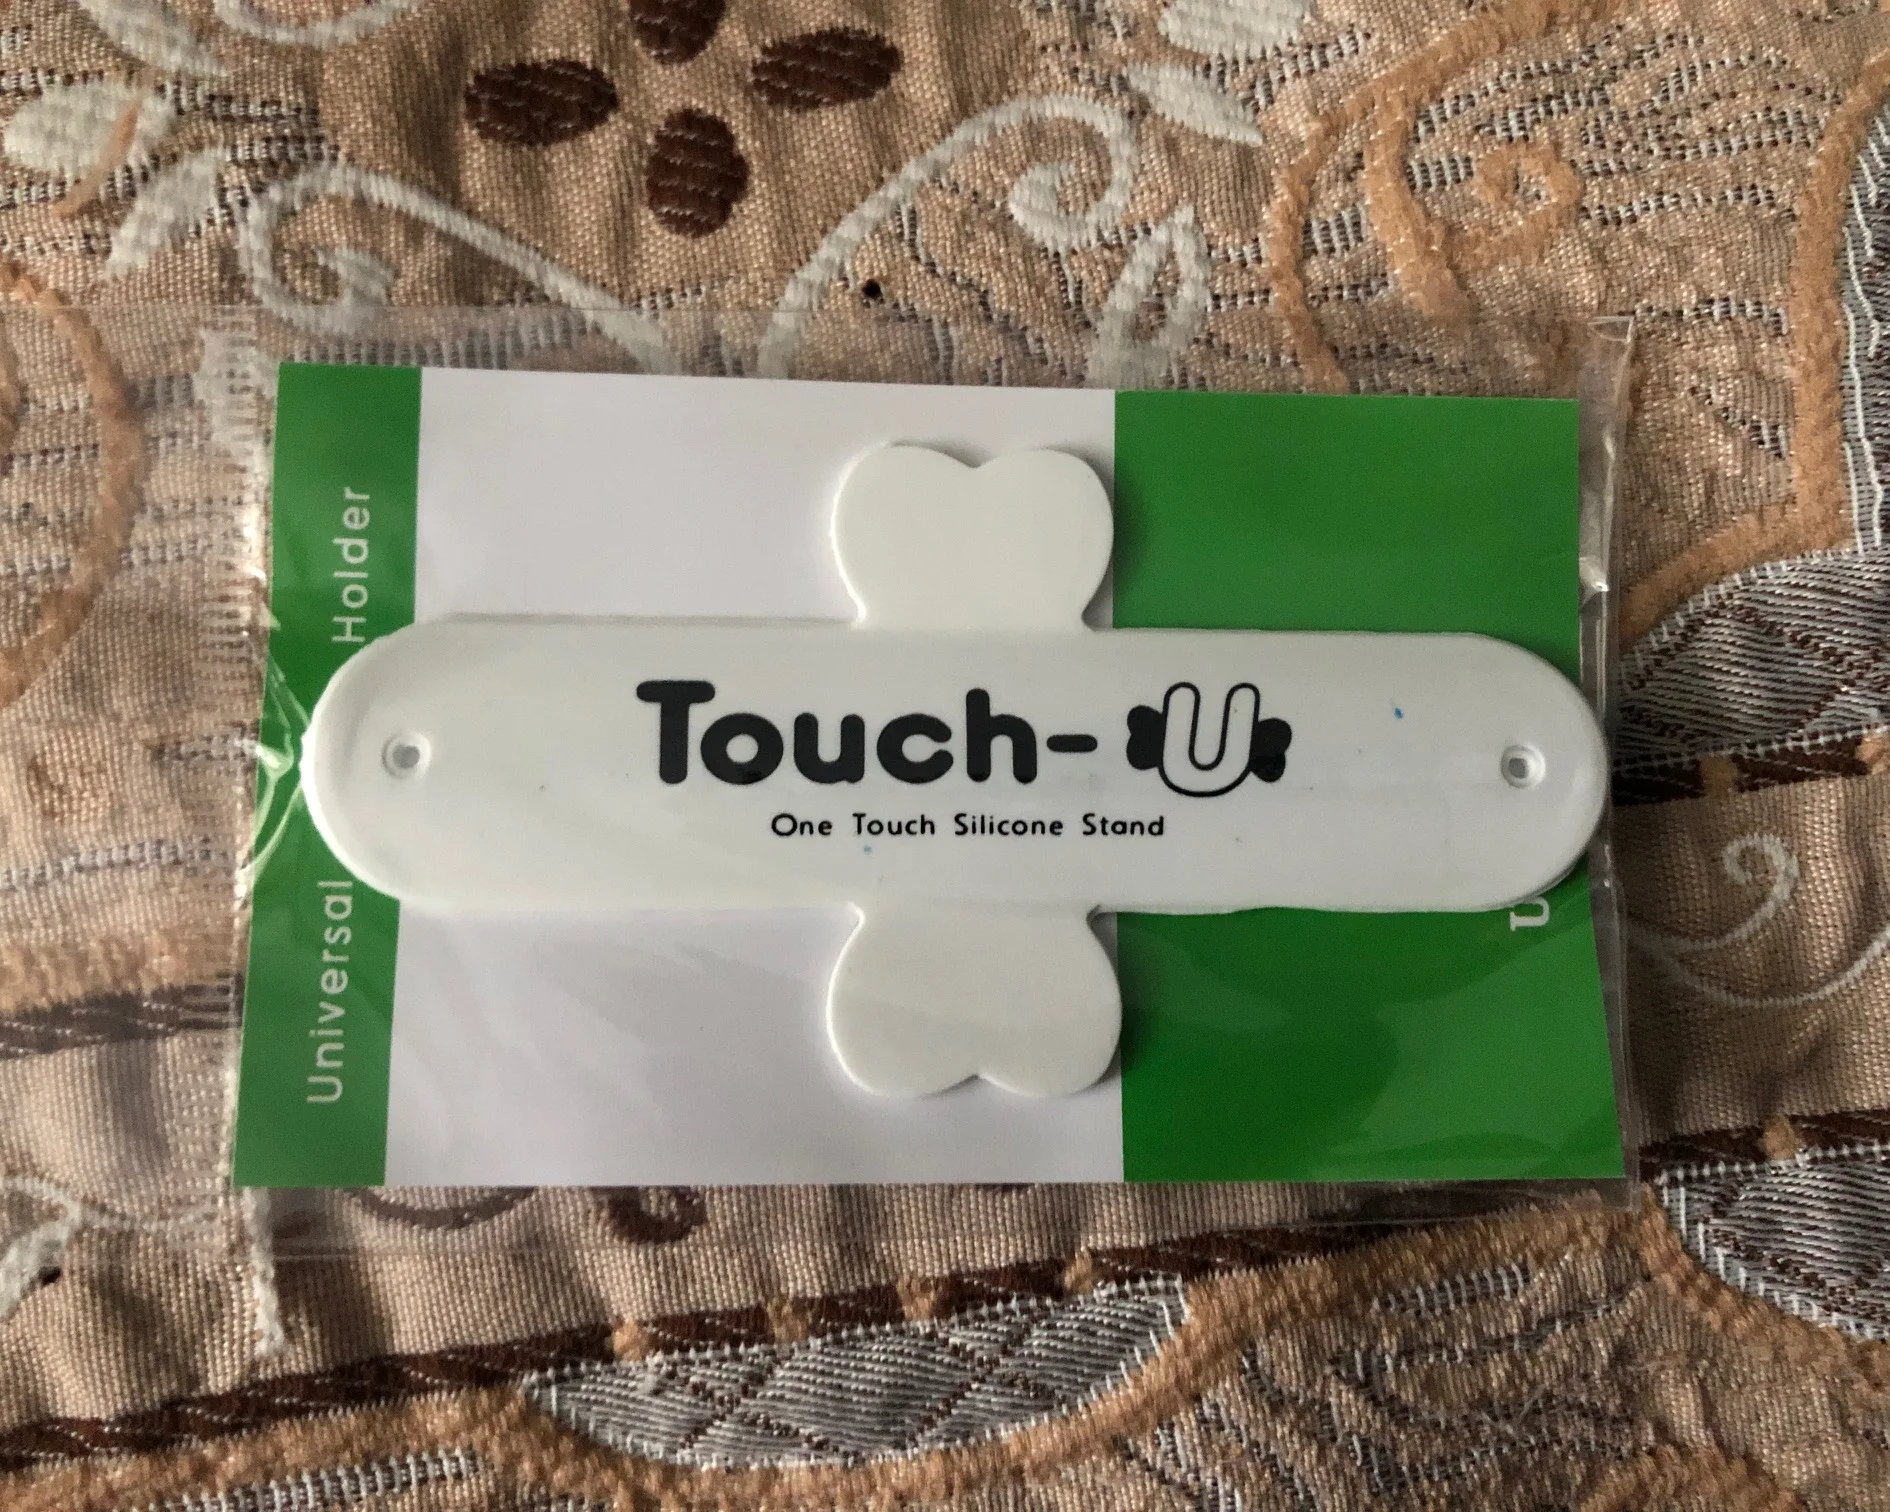 Universal Holder
Touch-U
One Touch Silicone Stand
U